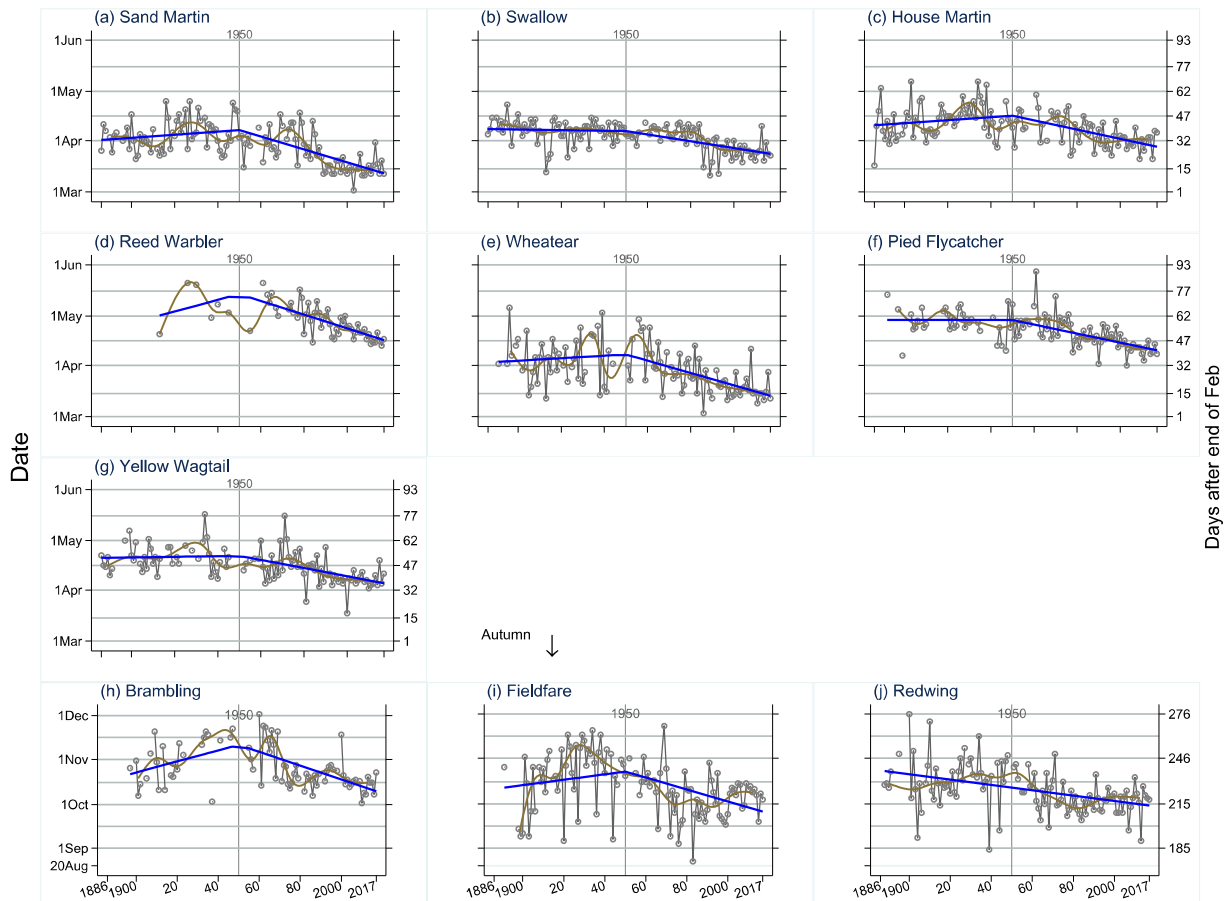 (a) Sand Martin (b) Swallow (c) House Martin
1950 1950 1950
1Jun 93
77
1May 62
47
1Apr 32
15
1Mar 1
(d) Reed Warbler (e) Wheatear (f) Pied Flycatcher
1950 1950 1950
1Jun 93
77
1May 62
47
1Apr 32
15
1Mar 1
Date
Days after end of Feb
(g) Yellow Wagtail
1950
1Jun 93
77
1May 62
47
1Apr 32
15
1Mar 1
Autumn ↓
(h) Brambling (i) Fieldfare (j) Redwing
1950 1950 1950
1Dec 276
1Nov 246
1Oct 215
1Sep 185
20Aug
1886 1900 20 40 60 2000 2017 1886 1900 20 40 60 80 2000 2017 1886 1900 20 40 60 80 2000 2017